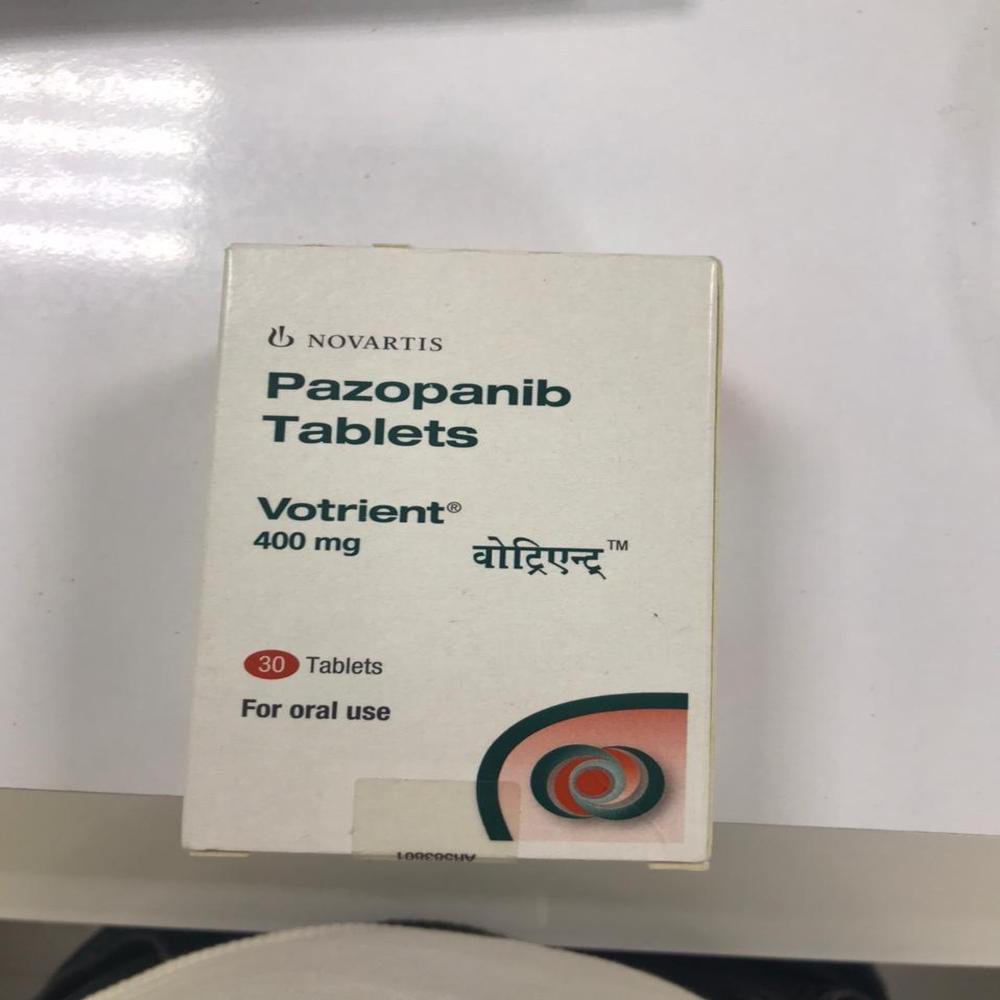 NOVARTIS
Pazopanib
Tablets
Votrient®
400 mg
वोट्रिएन्ट्™
30 Tablets
For oral use